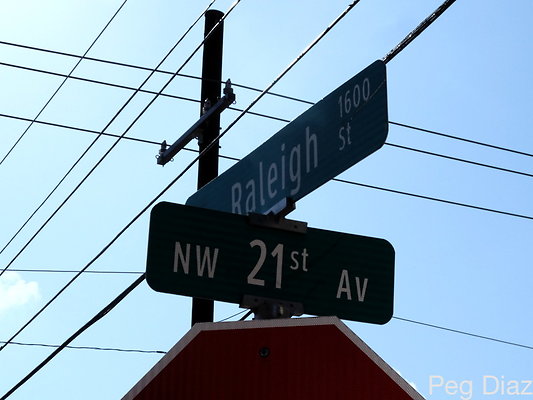 1600
Raleigh St
NW 21st Av
Peg Diaz